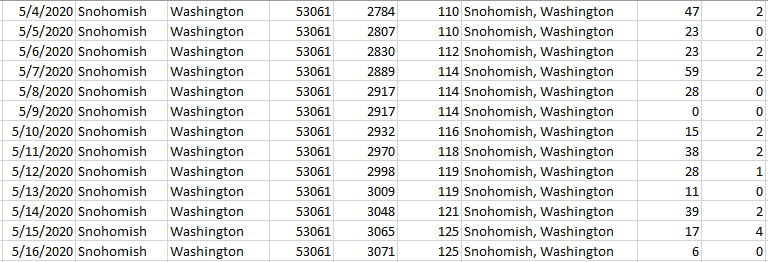 5/4/2020 Snohomish Washington 53061 2784 110 Snohomish, Washington 47 2
5/5/2020 Snohomish Washington 53061 2807 110 Snohomish, Washington 23 0
5/6/2020 Snohomish Washington 53061 2830 112 Snohomish, Washington 23 2
5/7/2020 Snohomish Washington 53061 2889 114 Snohomish, Washington 59 2
5/8/2020 Snohomish Washington 53061 2917 114 Snohomish, Washington 28 0
5/9/2020 Snohomish Washington 53061 2917 114 Snohomish, Washington 0 0
5/10/2020 Snohomish Washington 53061 2932 116 Snohomish, Washington 15 2
5/11/2020 Snohomish Washington 53061 2970 118 Snohomish, Washington 38 2
5/12/2020 Snohomish Washington 53061 2998 119 Snohomish, Washington 28 1
5/13/2020 Snohomish Washington 53061 3009 119 Snohomish, Washington 11 0
5/14/2020 Snohomish Washington 53061 3048 121 Snohomish, Washington 39 2
5/15/2020 Snohomish Washington 53061 3065 125 Snohomish, Washington 17 4
5/16/2020 Snohomish Washington 53061 3071 125 Snohomish, Washington 6 0